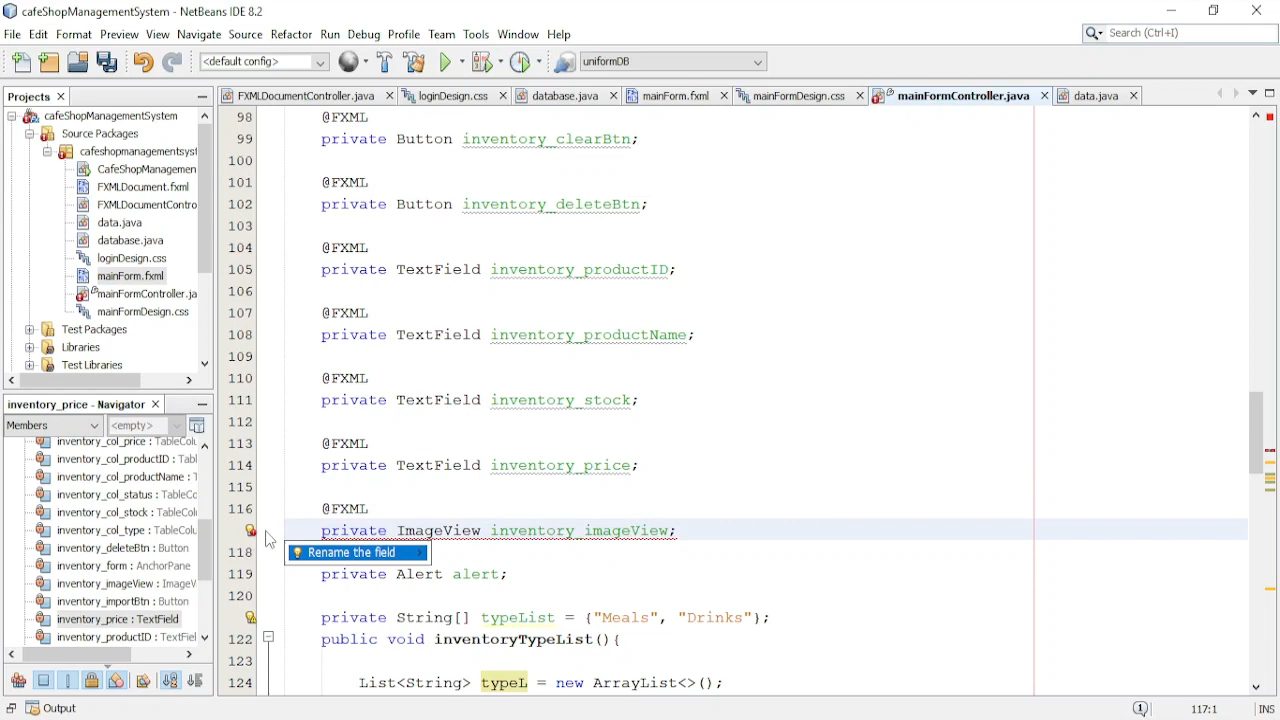 cafeShopManagementSystem - NetBeans IDE 8.2
File Edit Format Preview View Navigate Source Refactor Run Debug Profile Team Tools Window Help
Search (Ctrl+I)
<default config>
uniformDB
Projects
FXMLDocumentController.java
loginDesign.css
database.java
mainForm.fxml
mainFormDesign.css
mainFormController.java
data.java
cafeShopManagementSystem
Source Packages
cafeshopmanagementsyst
CafeShopManagemen
FXMLDocument.fxml
FXMLDocumentContro
data.java
database.java
loginDesign.css
mainForm.fxml
mainFormController.ja
mainFormDesign.css
Test Packages
Libraries
Test Libraries
inventory_price - Navigator
Members
<empty>
inventory_col_price : TableColu
inventory_col_productID : Tabl
inventory_col_productName : T
inventory_col_status : TableCo
inventory_col_stock : TableCol
inventory_col_type : TableColu
inventory_deleteBtn : Button
inventory_form : AnchorPane
inventory_imageView : ImageV
inventory_importBtn : Button
inventory_price : TextField
inventory_productID : TextFiel
98 @FXML
99 private Button inventory_clearBtn;
100
101 @FXML
102 private Button inventory_deleteBtn;
103
104 @FXML
105 private TextField inventory_productID;
106
107 @FXML
108 private TextField inventory_productName;
109
110 @FXML
111 private TextField inventory_stock;
112
113 @FXML
114 private TextField inventory_price;
115
116 @FXML
private ImageView inventory_imageView;
118 Rename the field
119 private Alert alert;
120
private String[] typeList = {"Meals", "Drinks"};
122 public void inventoryTypeList(){
123
124 List<String> typeL = new ArrayList<>();
Output
1
117:1
INS